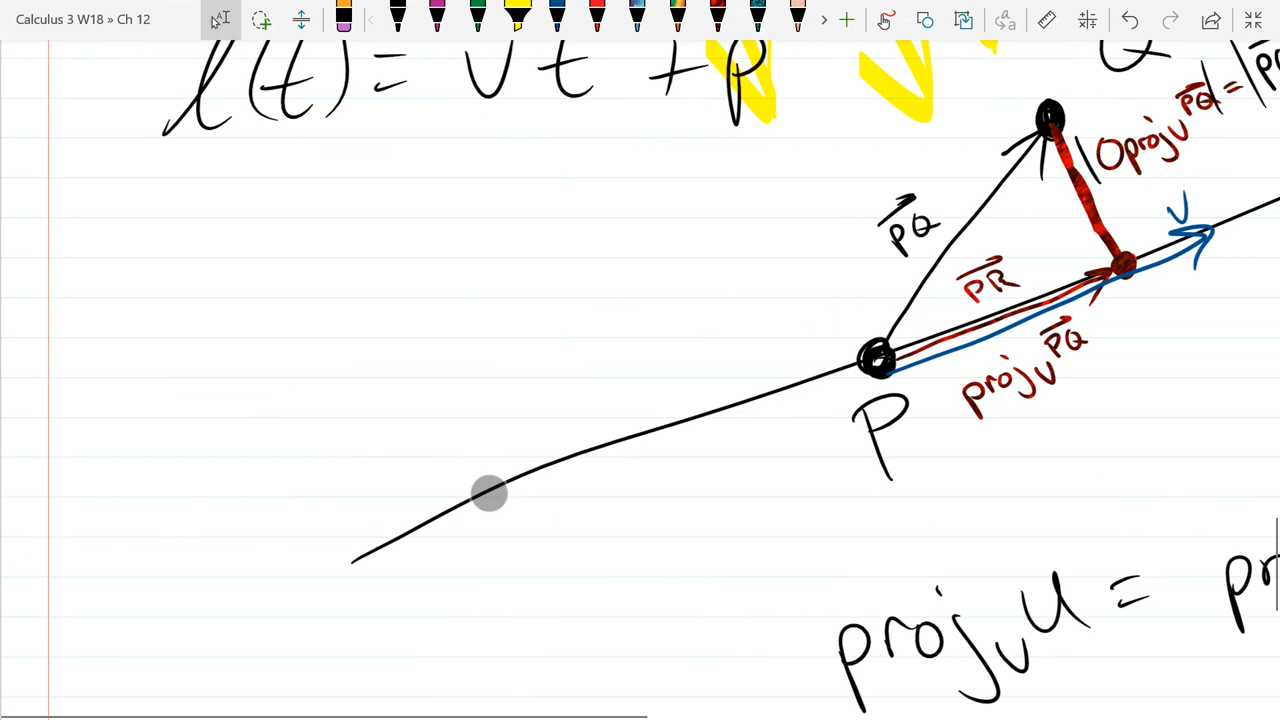 Calculus 3 W18 » Ch 12
l(t) = vt + p
Q
|Oproj_v PQ| = |P
PQ
V
PR
proj_v PQ
P
proj_v u = pr